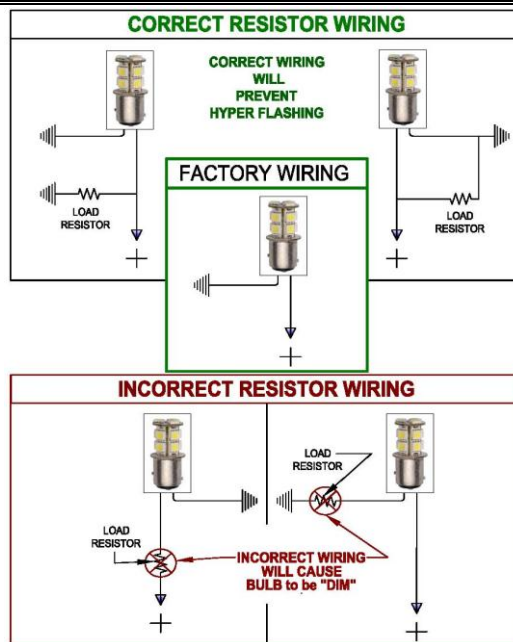 CORRECT RESISTOR WIRING
CORRECT WIRING
WILL
PREVENT
HYPER FLASHING
LOAD
RESISTOR
+
LOAD
RESISTOR
+
FACTORY WIRING
+
INCORRECT RESISTOR WIRING
LOAD
RESISTOR
LOAD
RESISTOR
INCORRECT WIRING
WILL CAUSE
BULB to be "DIM"
+
+